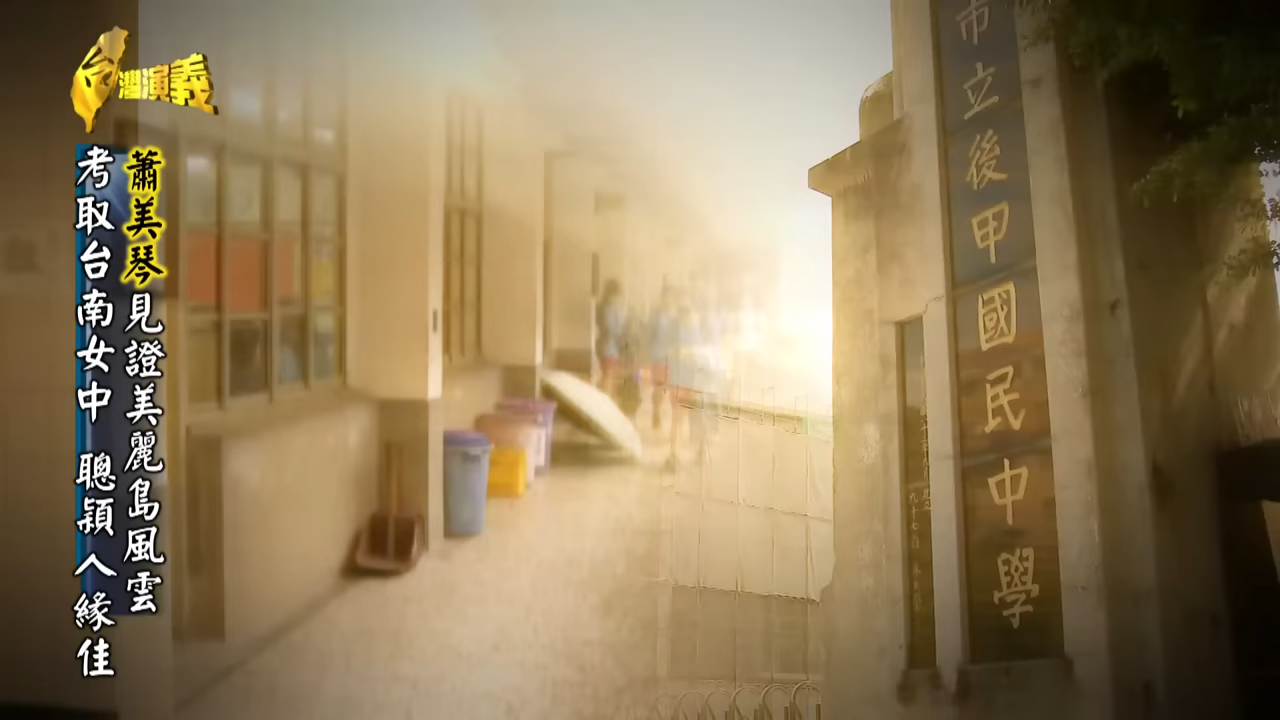 台灣演義
蕭美琴見證美麗島風雲
考取台南女中 聰穎人緣佳
市立後甲國民中學